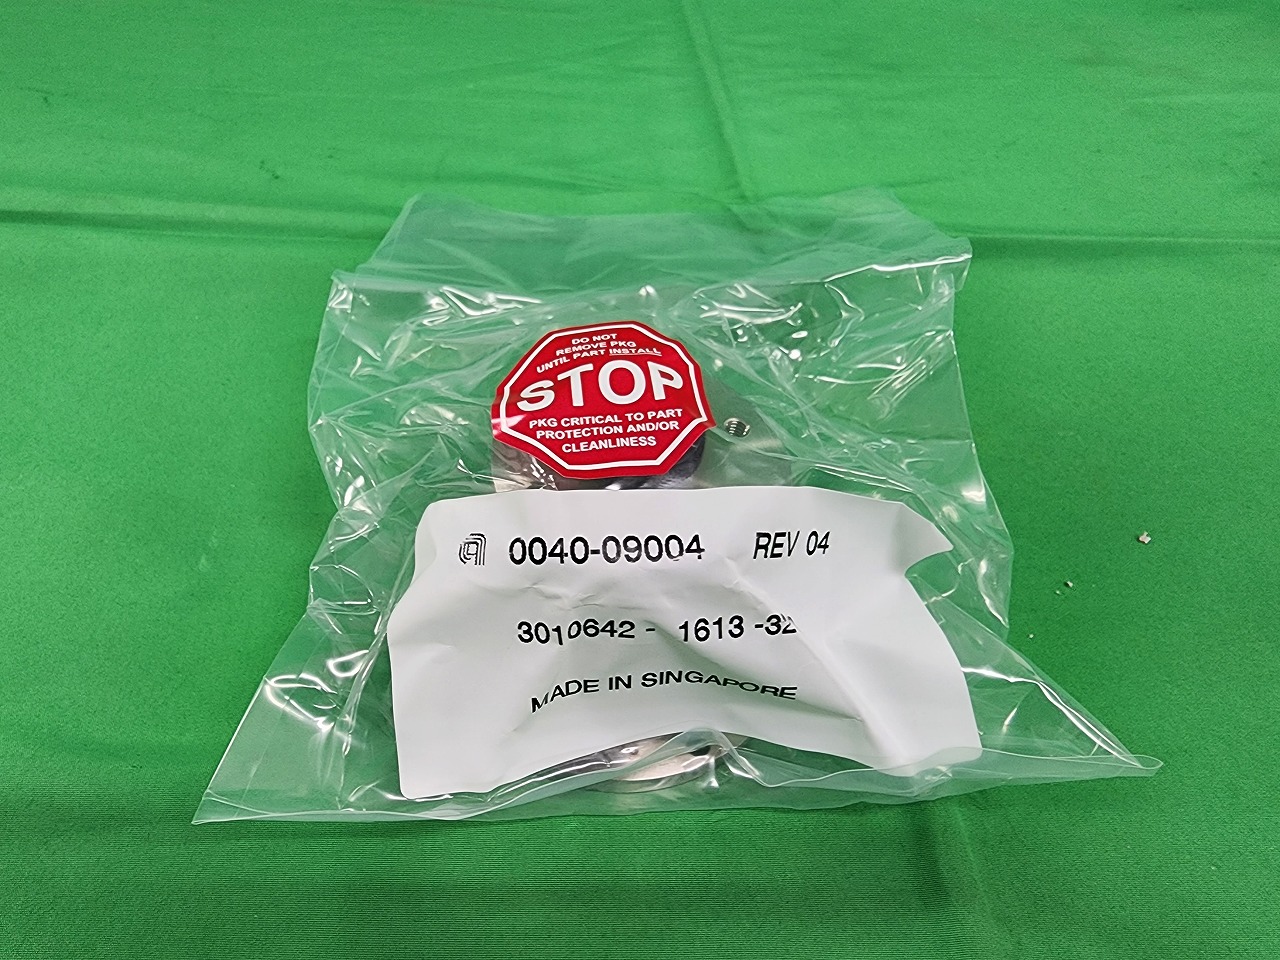 DO NOT
REMOVE PKG
UNTIL PART INSTALL
STOP
PKG CRITICAL TO PART
PROTECTION AND/OR
CLEANLINESS
0040-09004 REV 04
3010642 - 1613 -32
MADE IN SINGAPORE